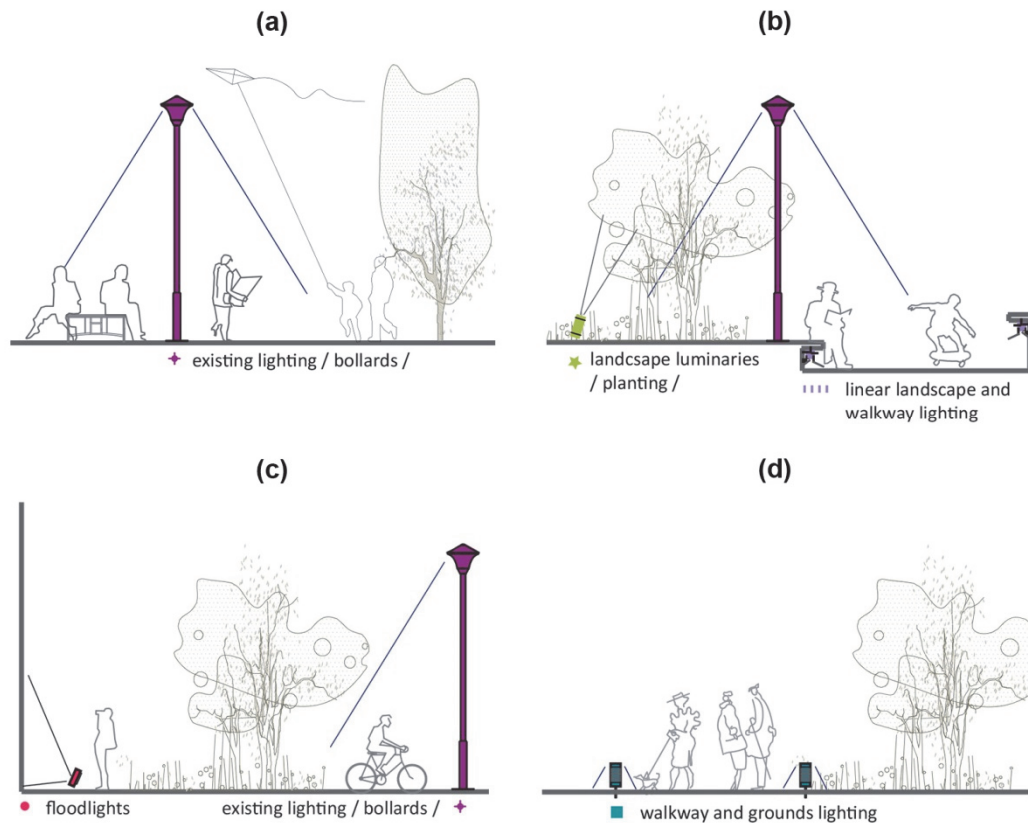 (a)
(b)
existing lighting / bollards /
landcsape luminaries
/ planting /
linear landscape and
walkway lighting
(c)
(d)
floodlights
existing lighting / bollards /
walkway and grounds lighting